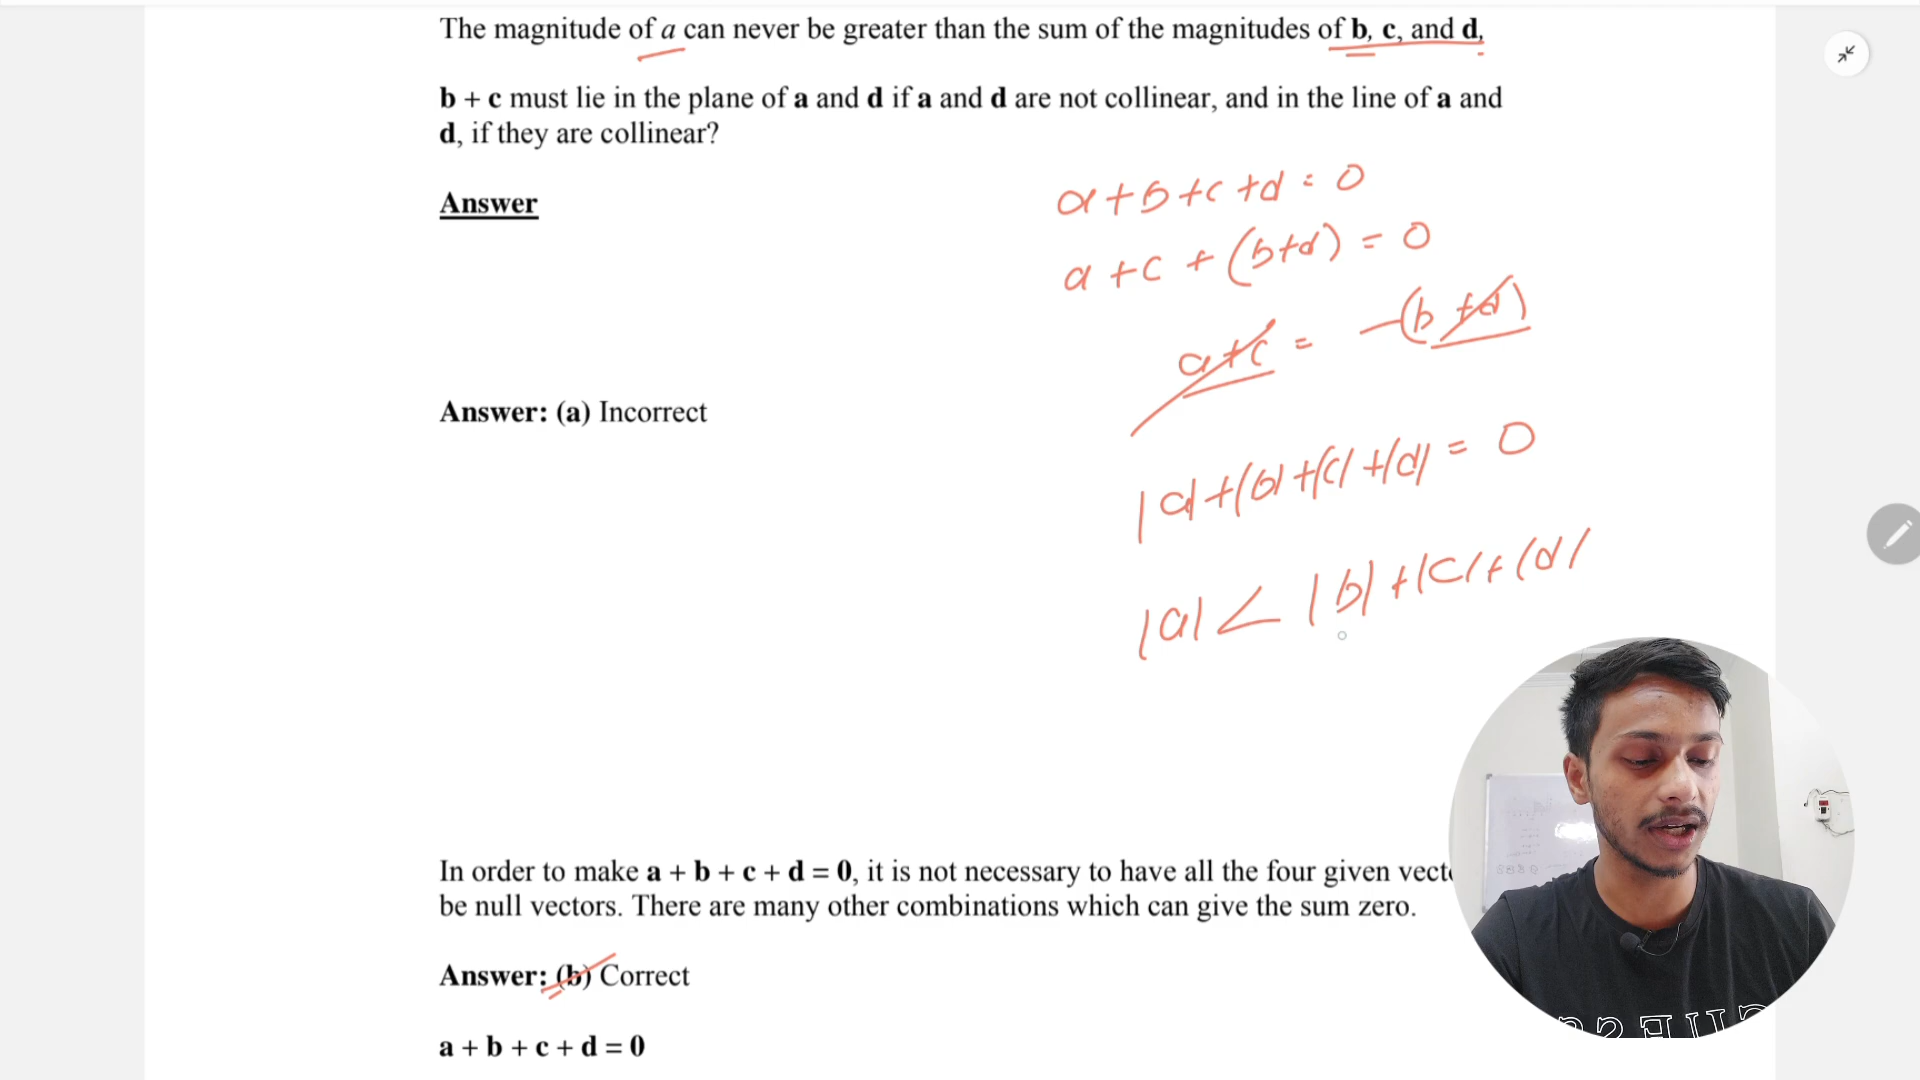 The magnitude of a can never be greater than the sum of the magnitudes of b, c, and d,
b + c must lie in the plane of a and d if a and d are not collinear, and in the line of a and
d, if they are collinear?
Answer
a+b+c+d = 0
a+c + (b+d) = 0
a+c = -(b+d)
Answer: (a) Incorrect
|a|+|b|+|c|+|d| = 0
|a| < |b|+|c|+|d|
In order to make a + b + c + d = 0, it is not necessary to have all the four given
be null vectors. There are many other combinations which can give the sum zero.
Answer: (b) Correct
a + b + c + d = 0